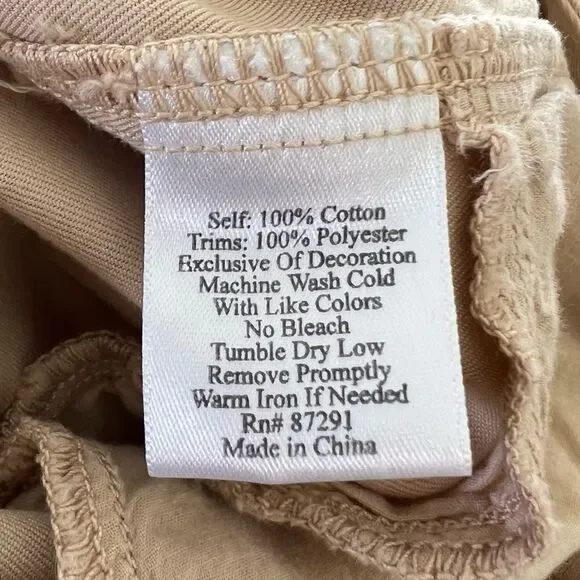 Self: 100% Cotton
Trims: 100% Polyester
Exclusive Of Decoration
Machine Wash Cold
With Like Colors
No Bleach
Tumble Dry Low
Remove Promptly
Warm Iron If Needed
Rn# 87291
Made in China